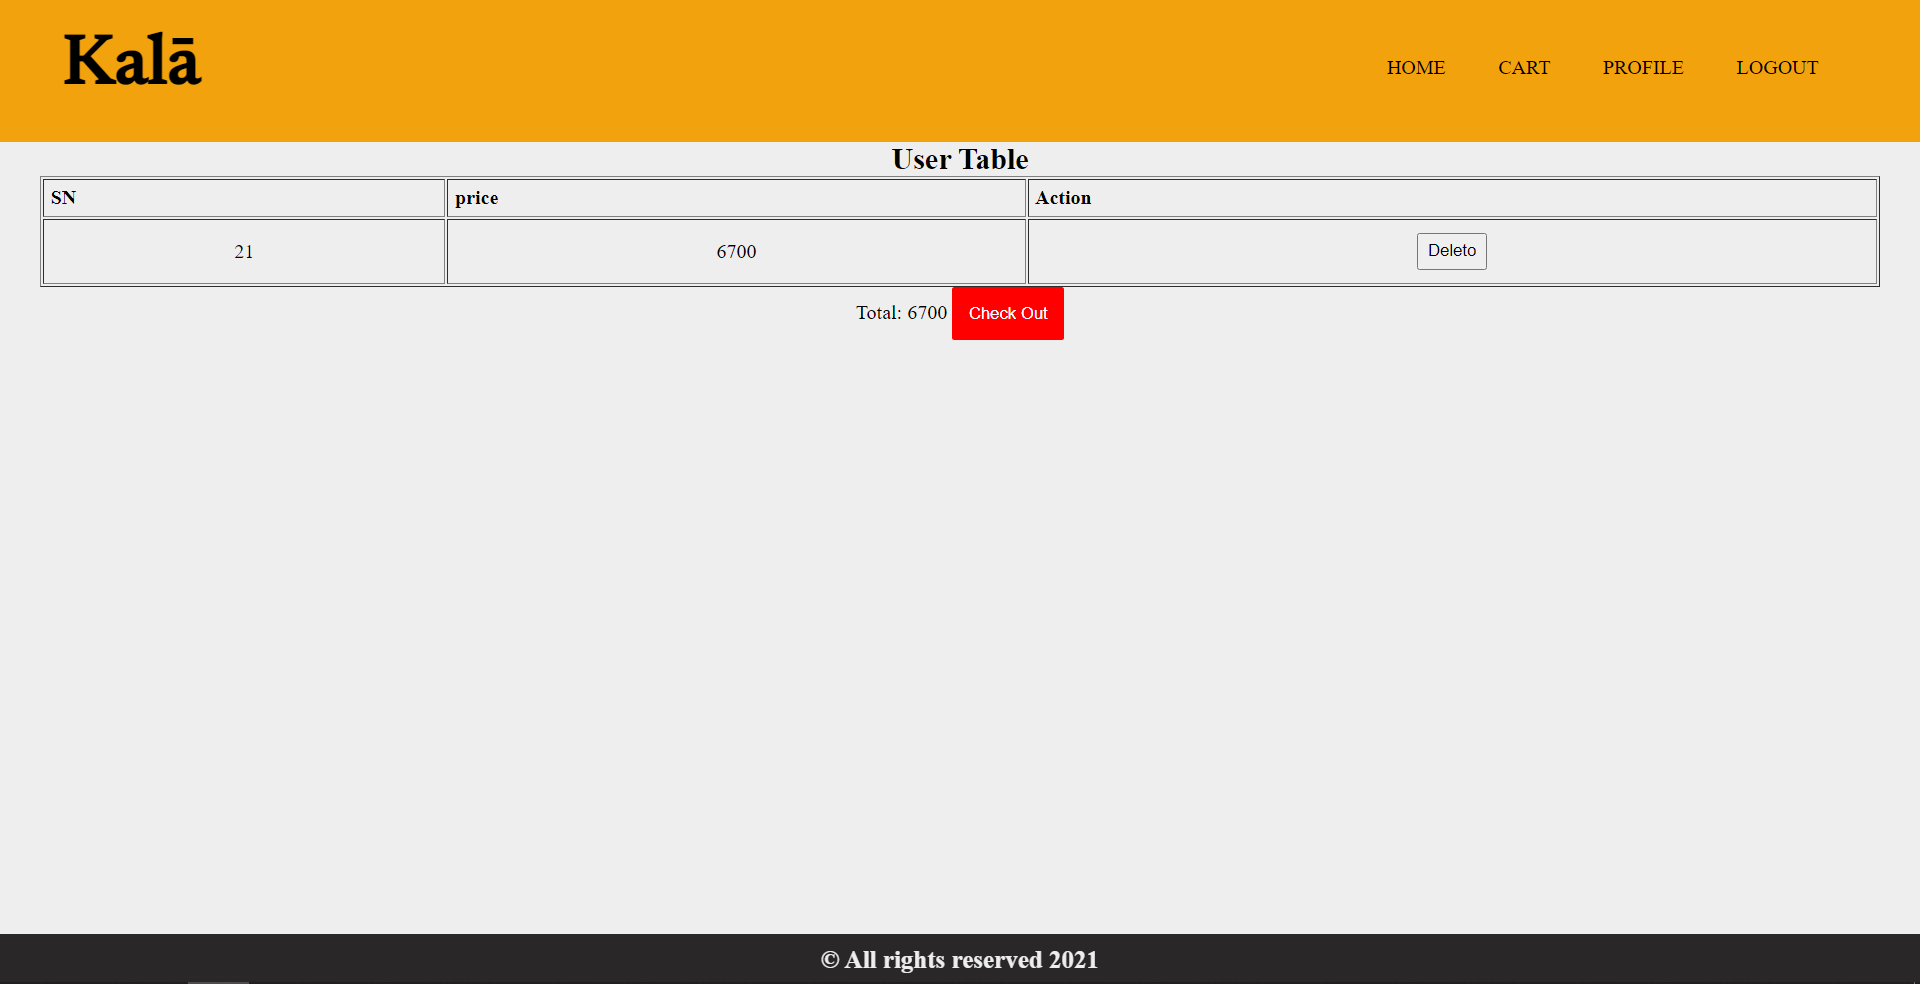 Kalā
HOME CART PROFILE LOGOUT
User Table
SN price Action
21 6700 Deleto
Total: 6700 Check Out
© All rights reserved 2021